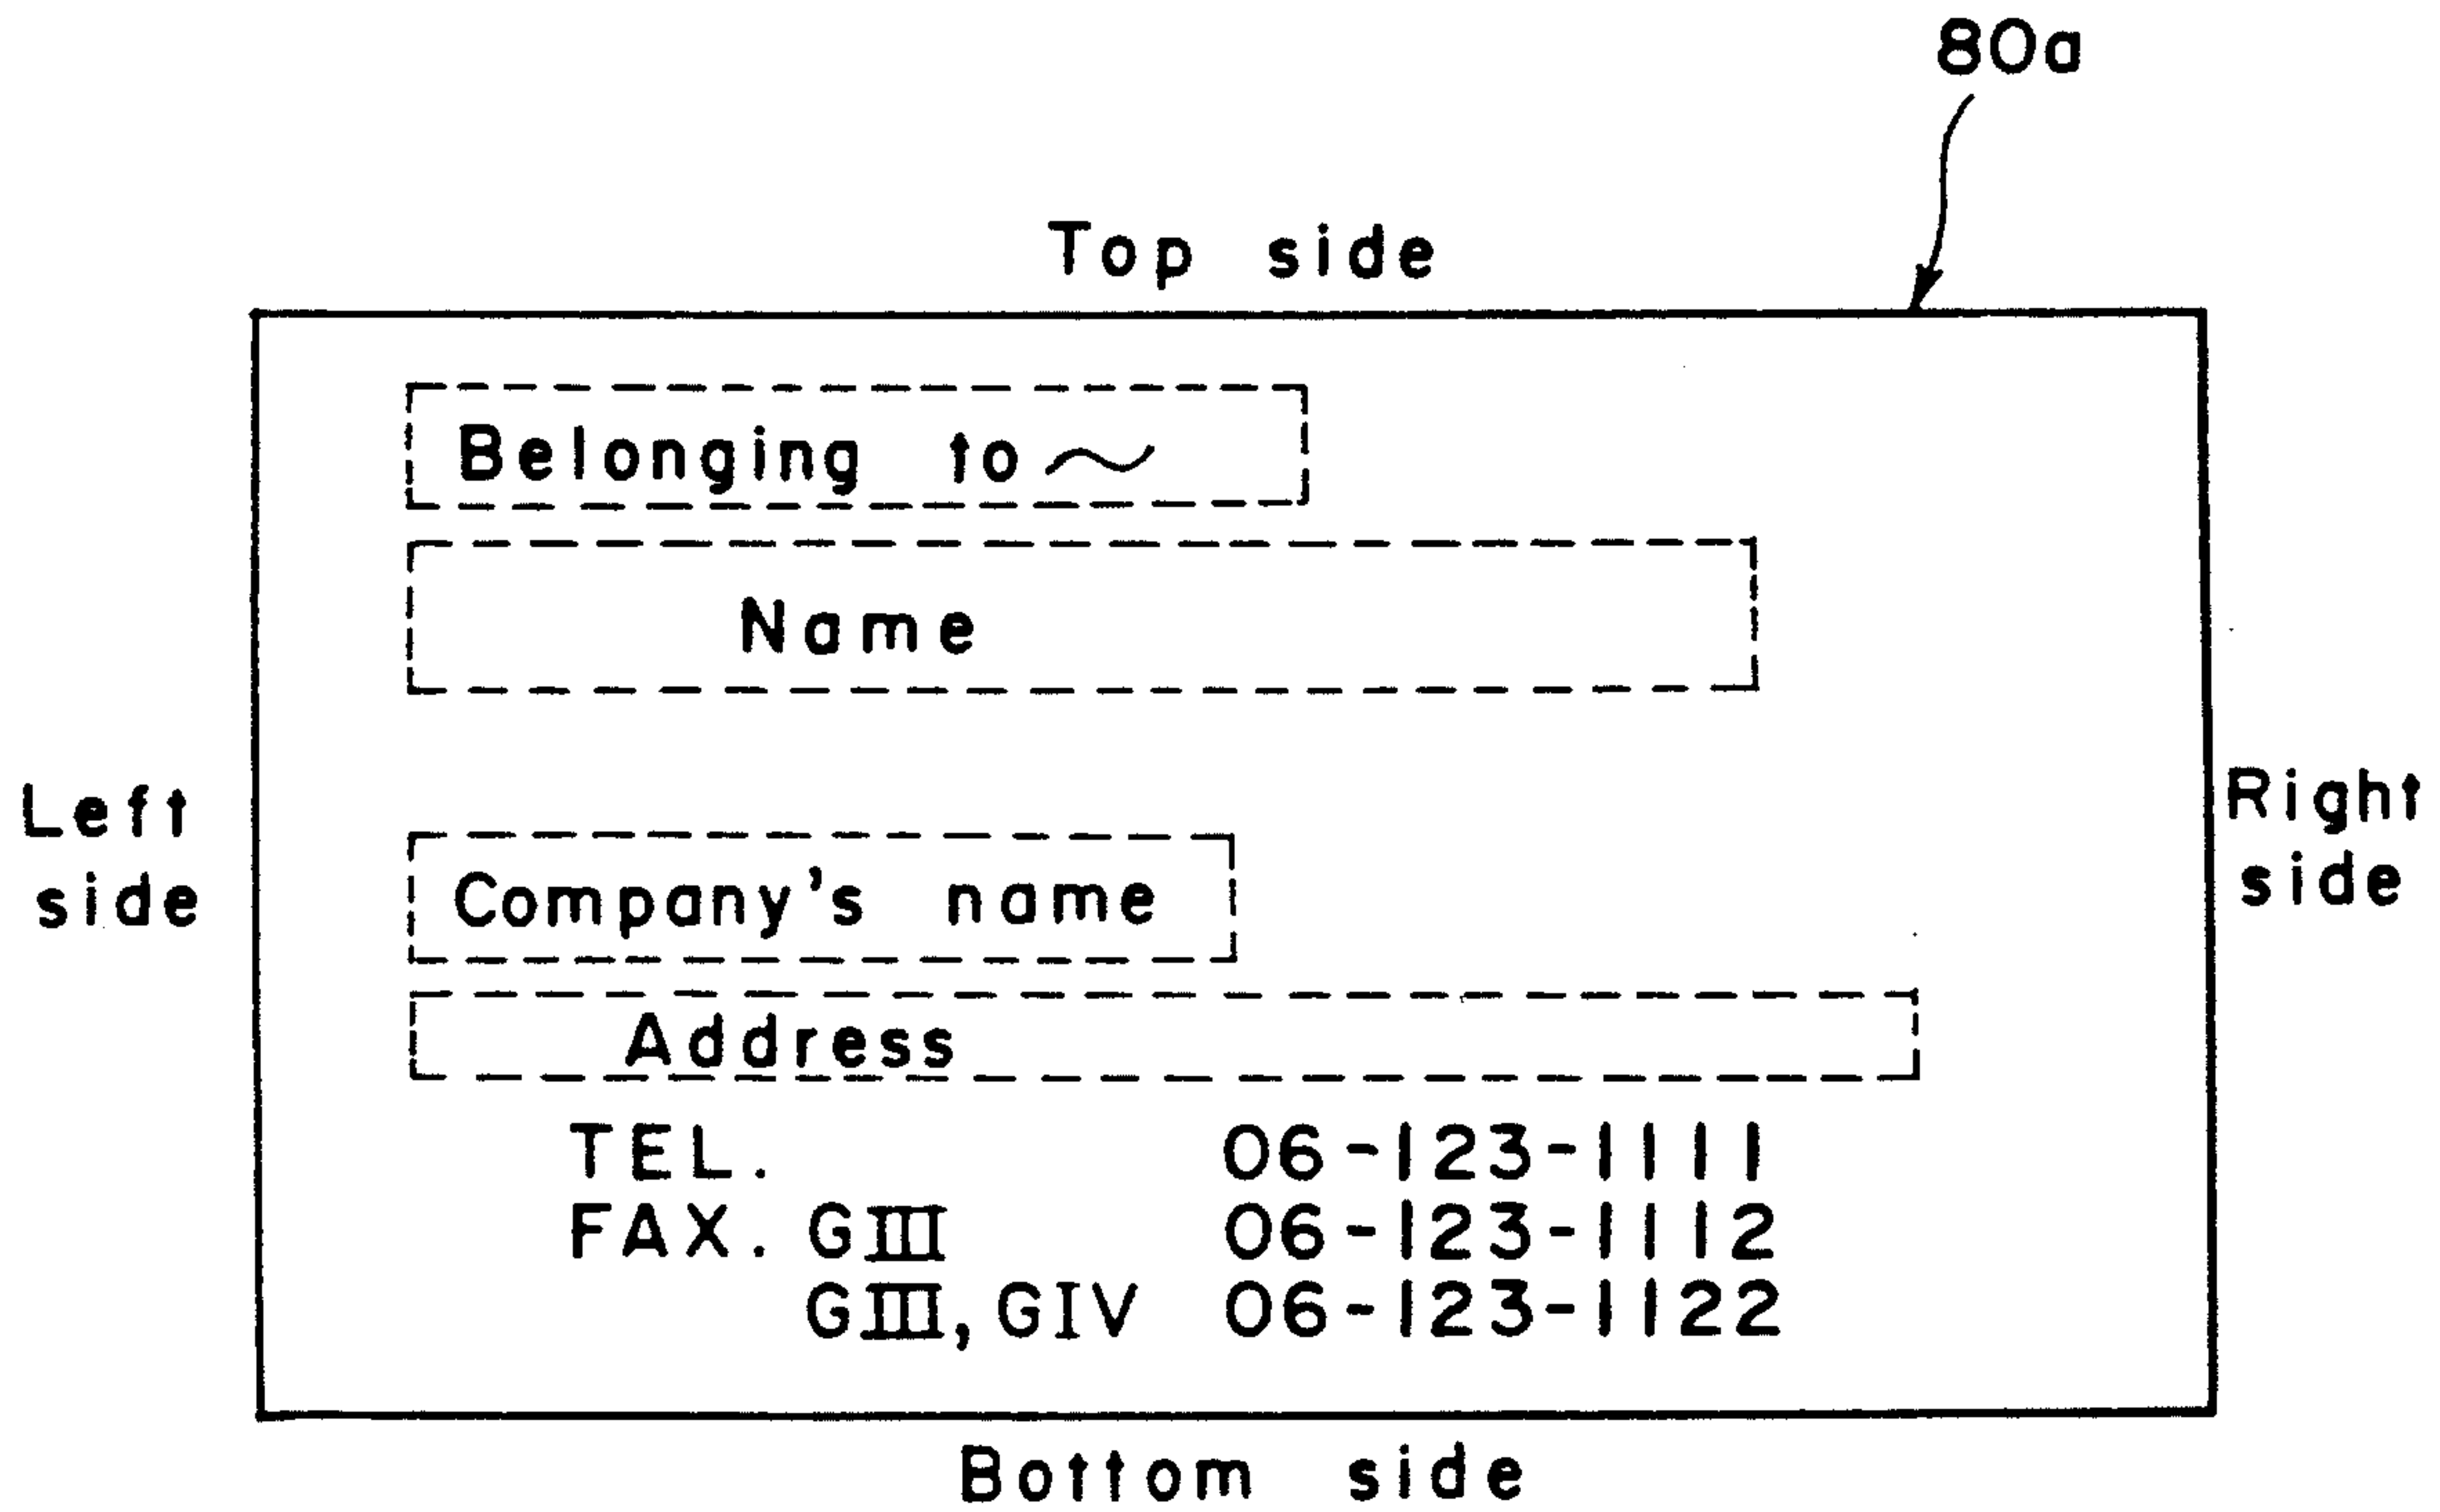 80a
Top side
Belonging to ~
Name
Left
side
Right
side
Company's name
Address
TEL. 06-123-1111
FAX. GIII 06-123-1112
GIII, GIV 06-123-1122
Bottom side